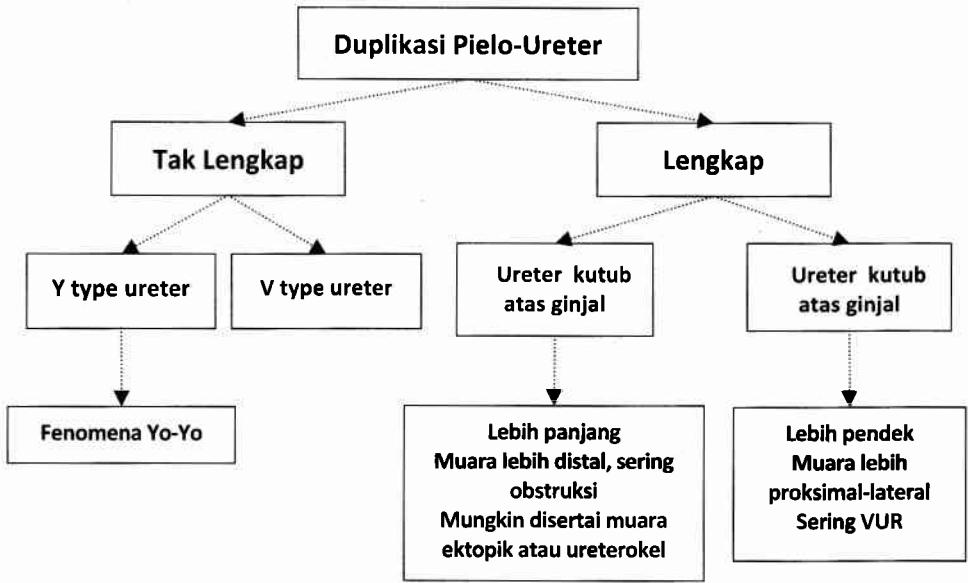 Duplikasi Pielo-Ureter
Tak Lengkap
Lengkap
Y type ureter
V type ureter
Ureter kutub
atas ginjal
Ureter kutub
atas ginjal
Fenomena Yo-Yo
Lebih panjang
Muara lebih distal, sering
obstruksi
Mungkin disertai muara
ektopik atau ureterokel
Lebih pendek
Muara lebih
proksimal-lateral
Sering VUR